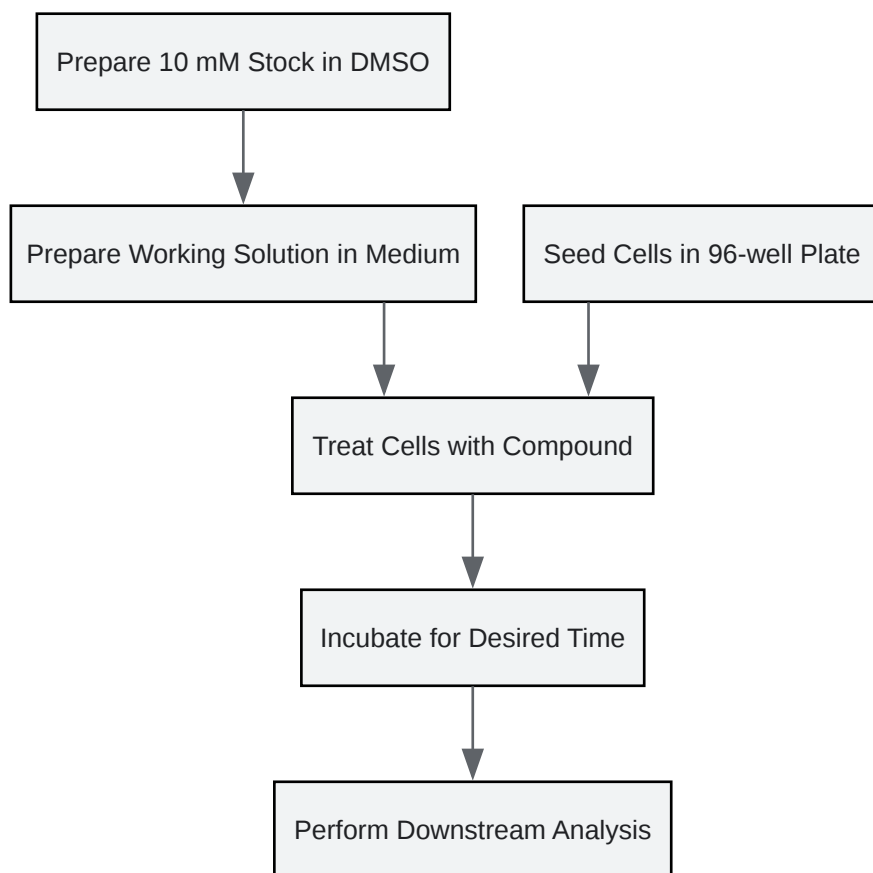 Prepare 10 mM Stock in DMSO
Prepare Working Solution in Medium
Seed Cells in 96-well Plate
Treat Cells with Compound
Incubate for Desired Time
Perform Downstream Analysis